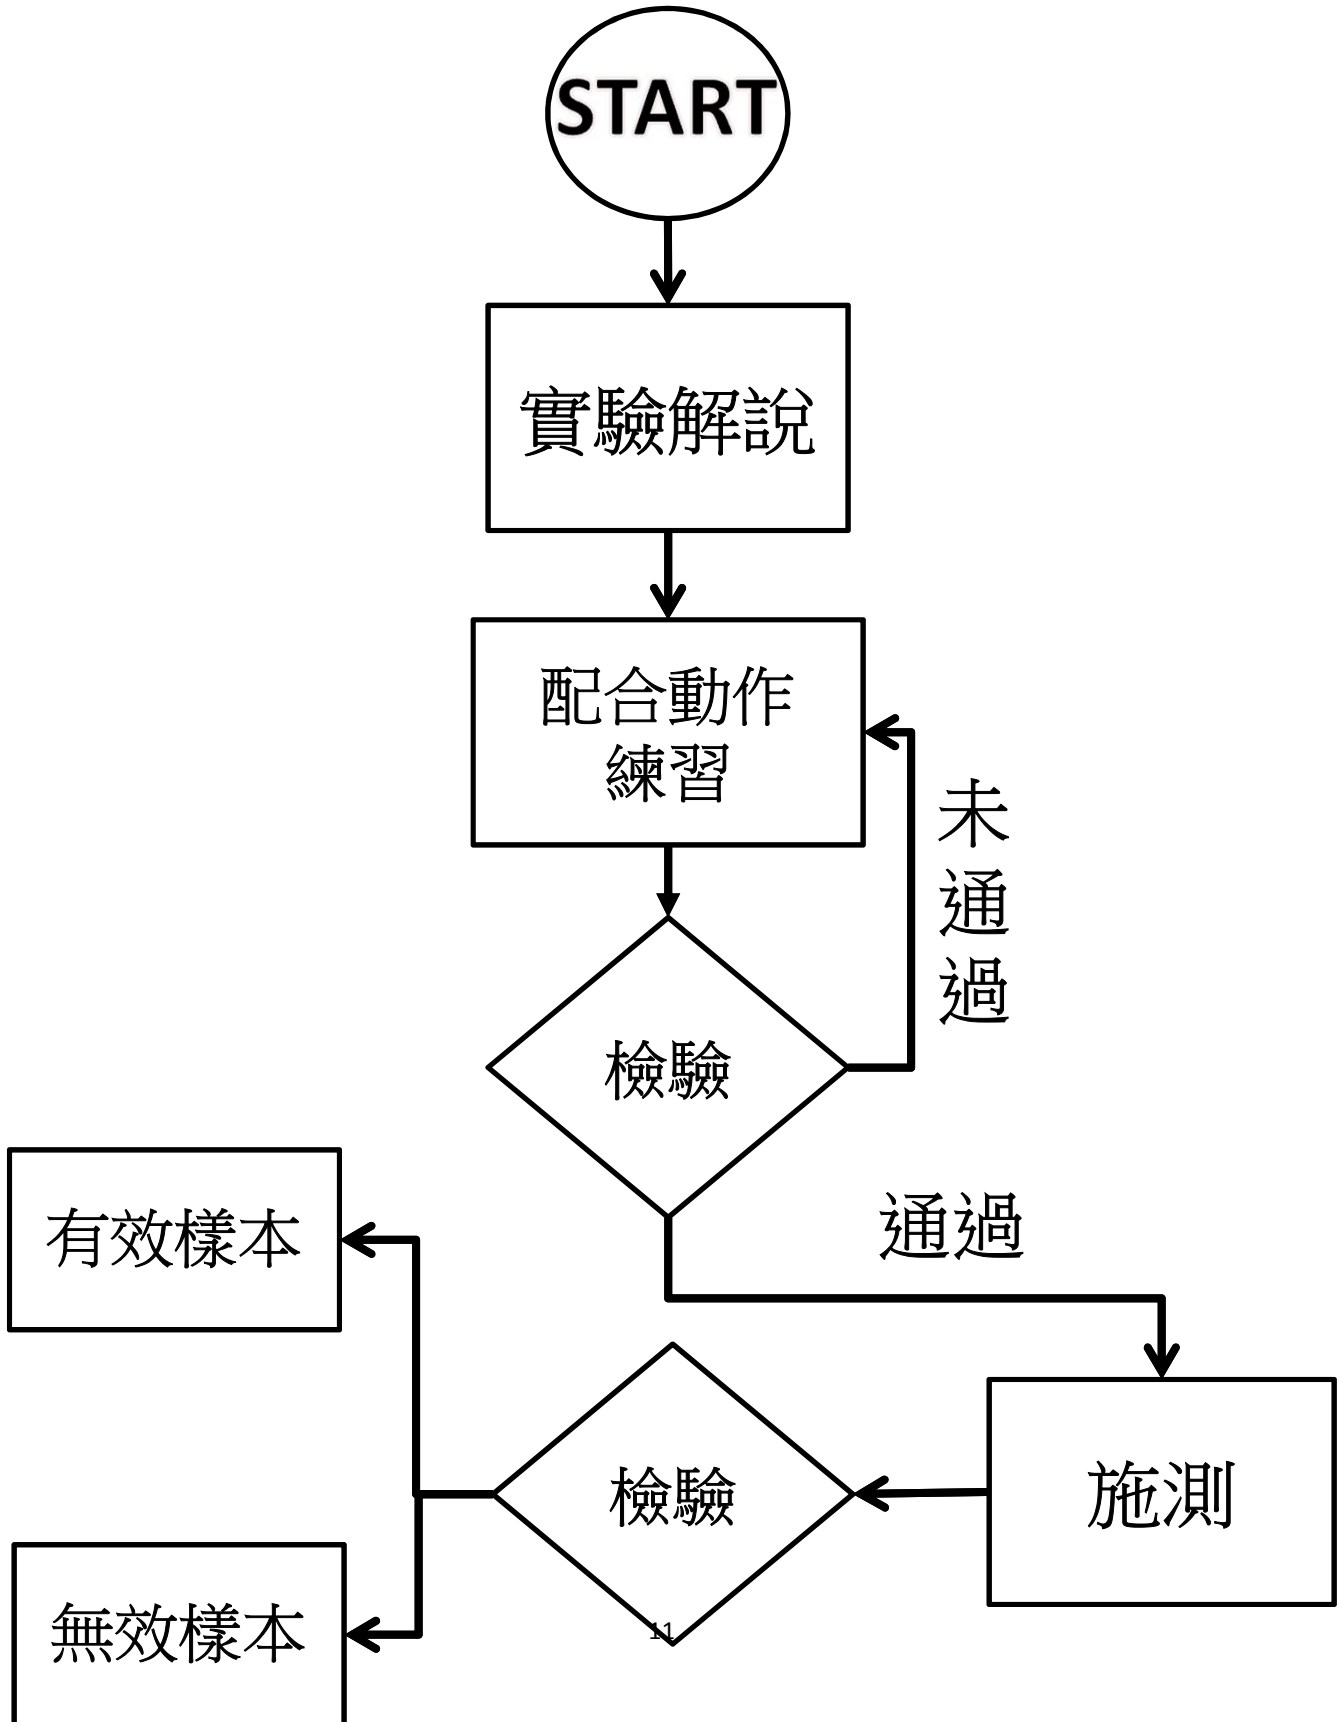 START
實驗解說
配合動作
練習
未
通
過
檢驗
通過
有效樣本
檢驗
施測
無效樣本
11